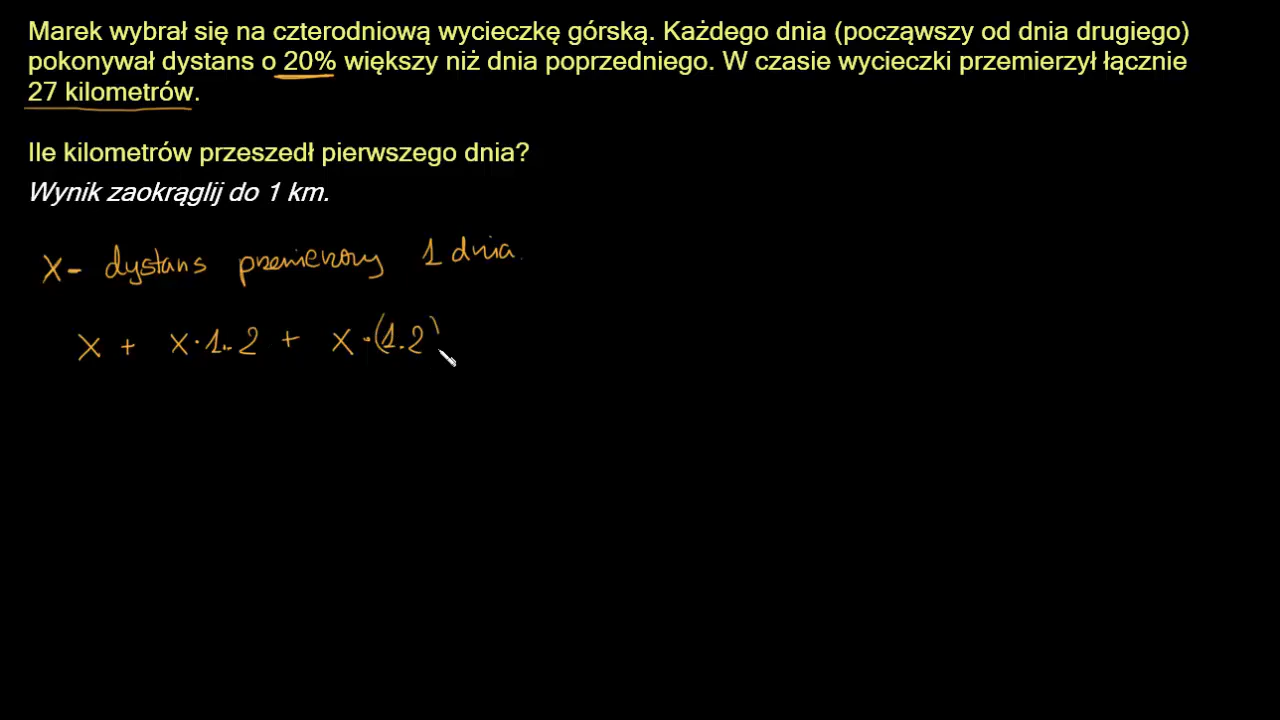 Marek wybrał się na czterodniową wycieczkę górską. Każdego dnia (począwszy od dnia drugiego)
pokonywał dystans o 20% większy niż dnia poprzedniego. W czasie wycieczki przemierzył łącznie
27 kilometrów.
Ile kilometrów przeszedł pierwszego dnia?
Wynik zaokrąglij do 1 km.
X - dystans przemierzony 1 dnia.
X + X · 1.2 + X · (1.2)